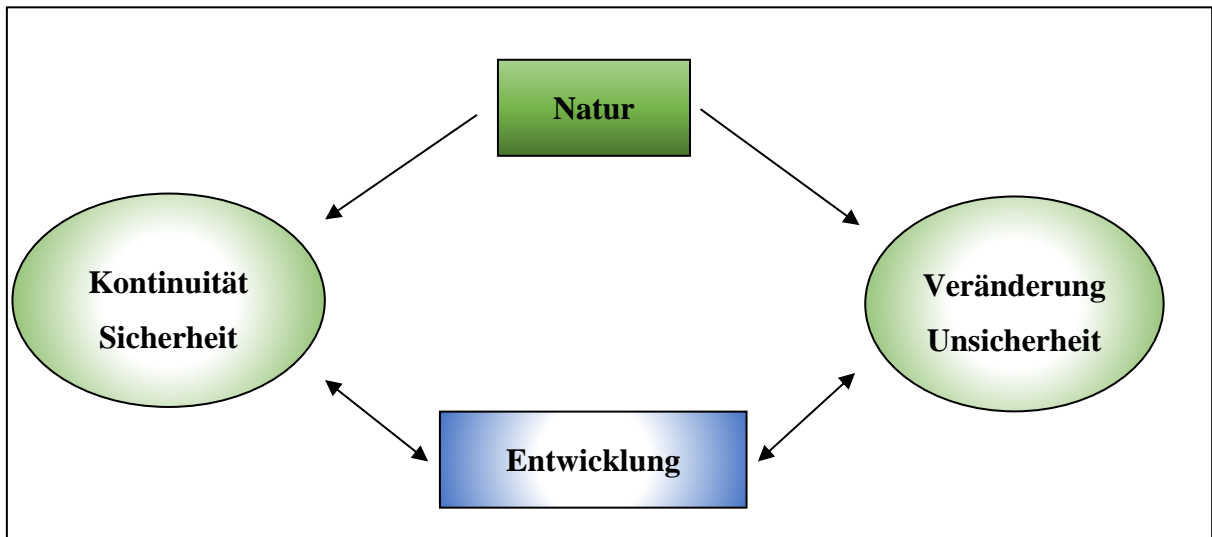 Natur
Kontinuität
Sicherheit
Veränderung
Unsicherheit
Entwicklung